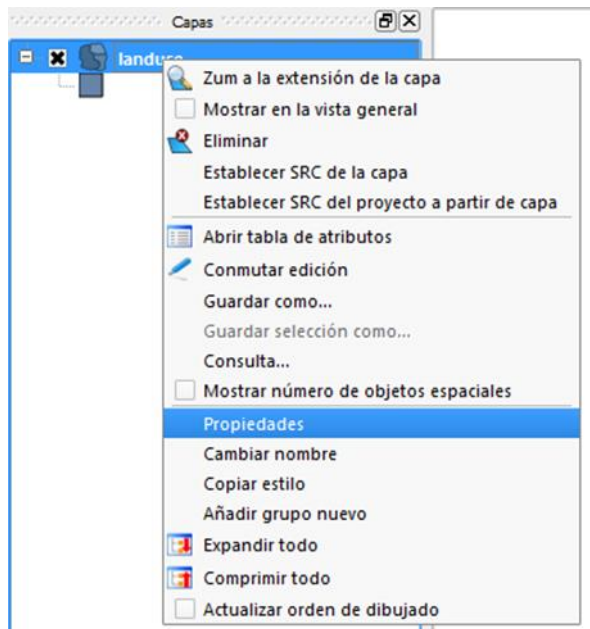 Capas
Zum a la extensión de la capa
Mostrar en la vista general
Eliminar
Establecer SRC de la capa
Establecer SRC del proyecto a partir de capa
Abrir tabla de atributos
Conmutar edición
Guardar como...
Guardar selección como...
Consulta...
Mostrar número de objetos espaciales
Propiedades
Cambiar nombre
Copiar estilo
Añadir grupo nuevo
Expandir todo
Comprimir todo
Actualizar orden de dibujado